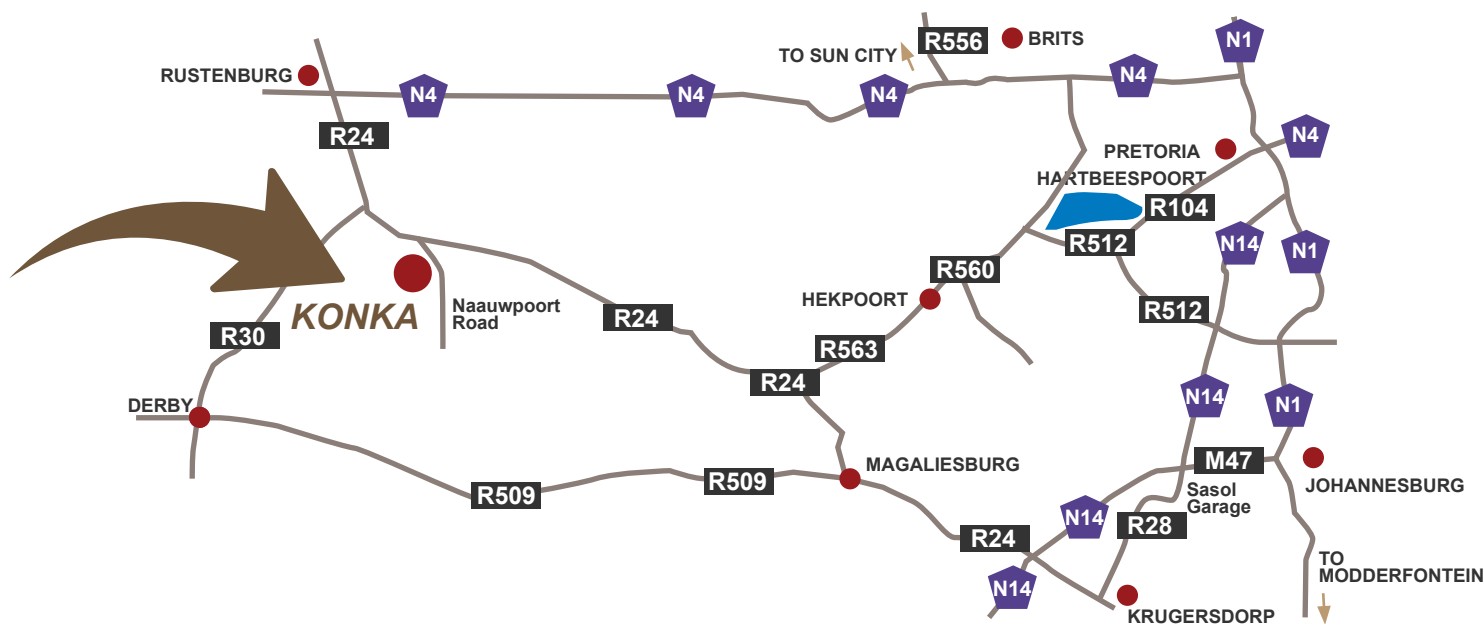 N1
R556
BRITS
TO SUN CITY
RUSTENBURG
N4
N4
N4
N4
R24
N4
PRETORIA
HARTBEESPOORT
R104
R512
N14
N1
R560
HEKPOORT
KONKA
Naauwpoort
Road
R24
R512
R30
R563
R24
N14
N1
DERBY
MAGALIESBURG
M47
R509
R509
Sasol
Garage
JOHANNESBURG
N14
R28
R24
TO
MODDERFONTEIN
N14
KRUGERSDORP